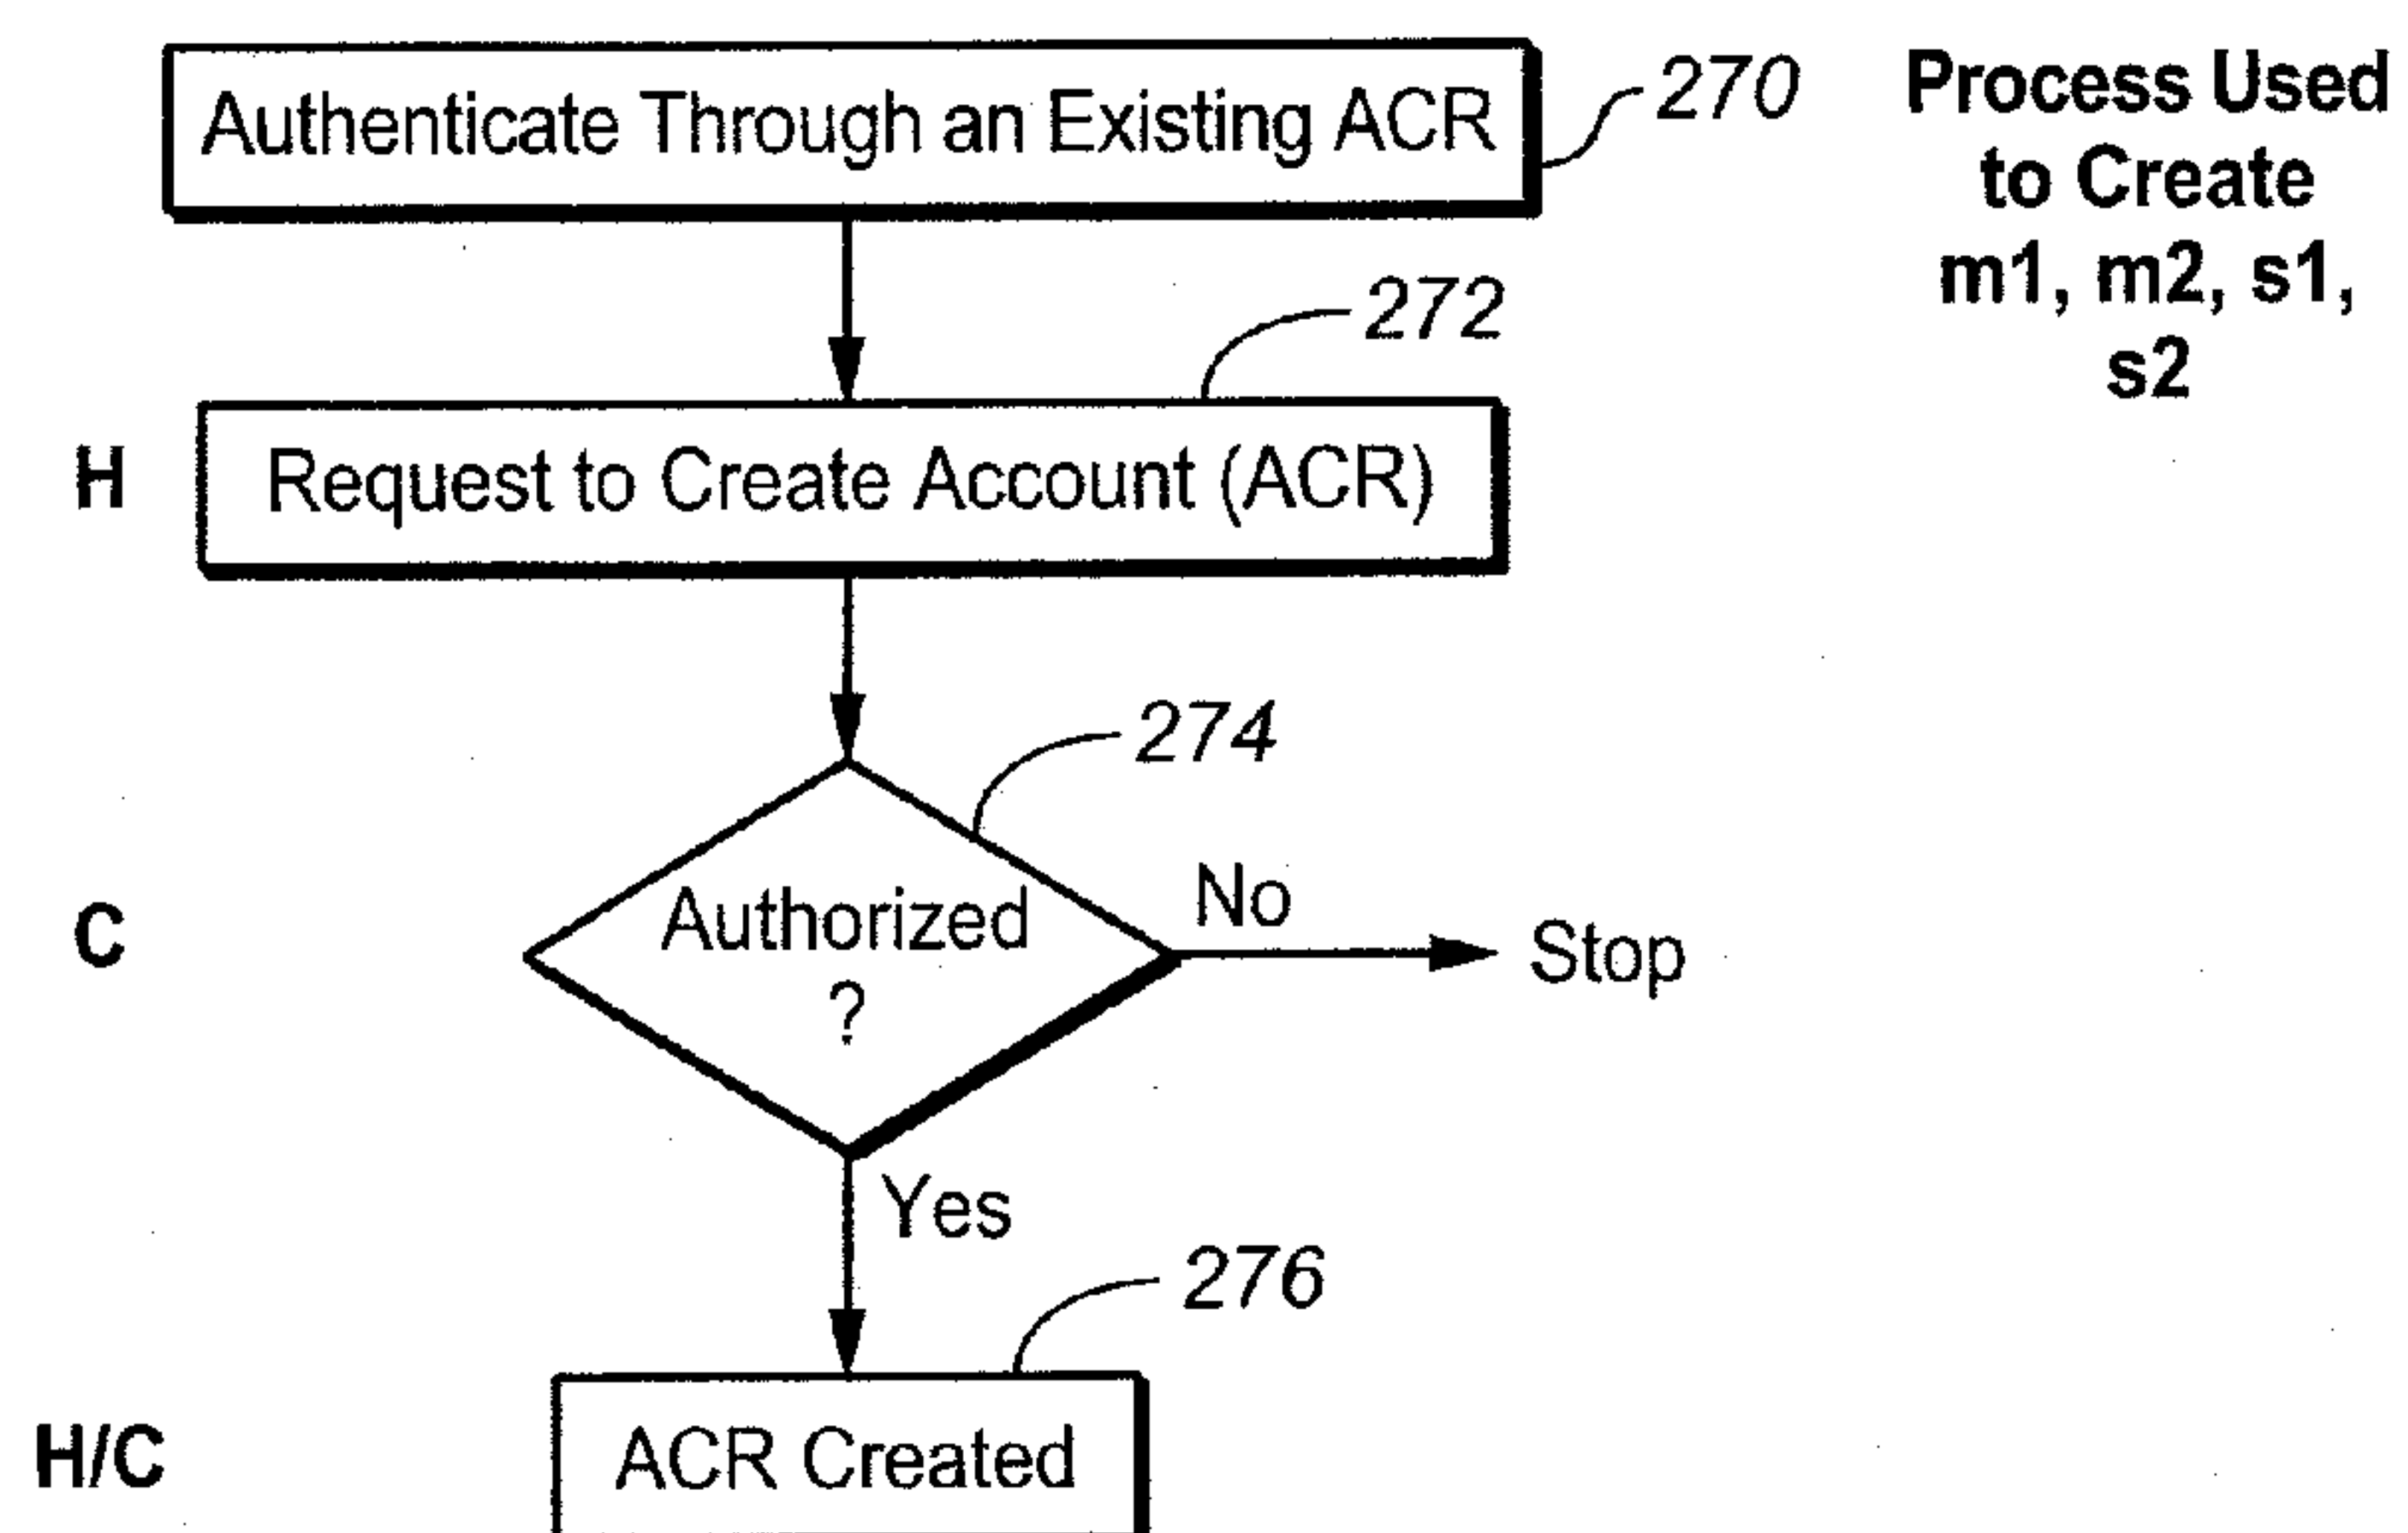 Authenticate Through an Existing ACR
270
Process Used
to Create
m1, m2, s1,
s2
272
H
Request to Create Account (ACR)
274
C
Authorized
?
No
Stop
Yes
276
H/C
ACR Created